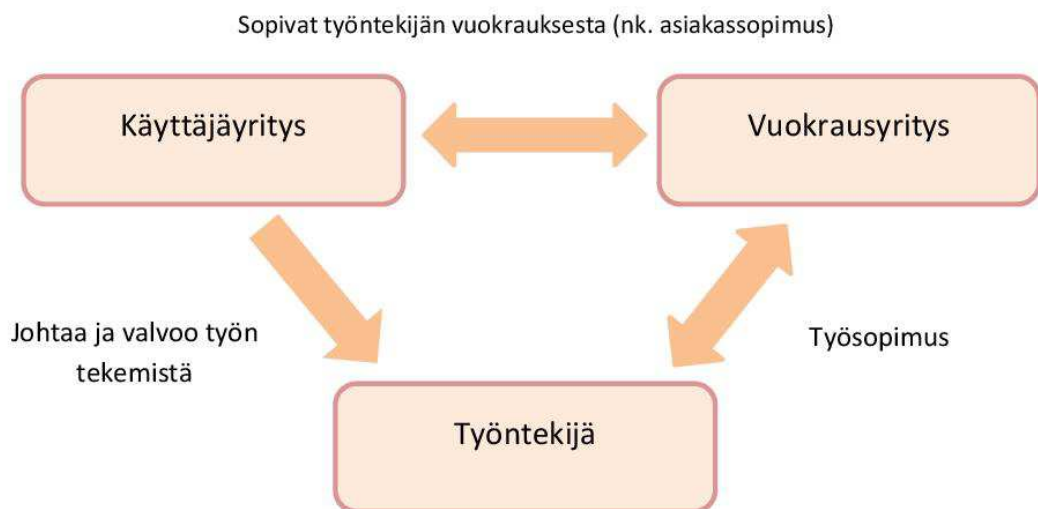 Sopivat työntekijän vuokrauksesta (nk. asiakassopimus)
Käyttäjäyritys
Vuokrausyritys
Johtaa ja valvoo työn
tekemistä
Työsopimus
Työntekijä